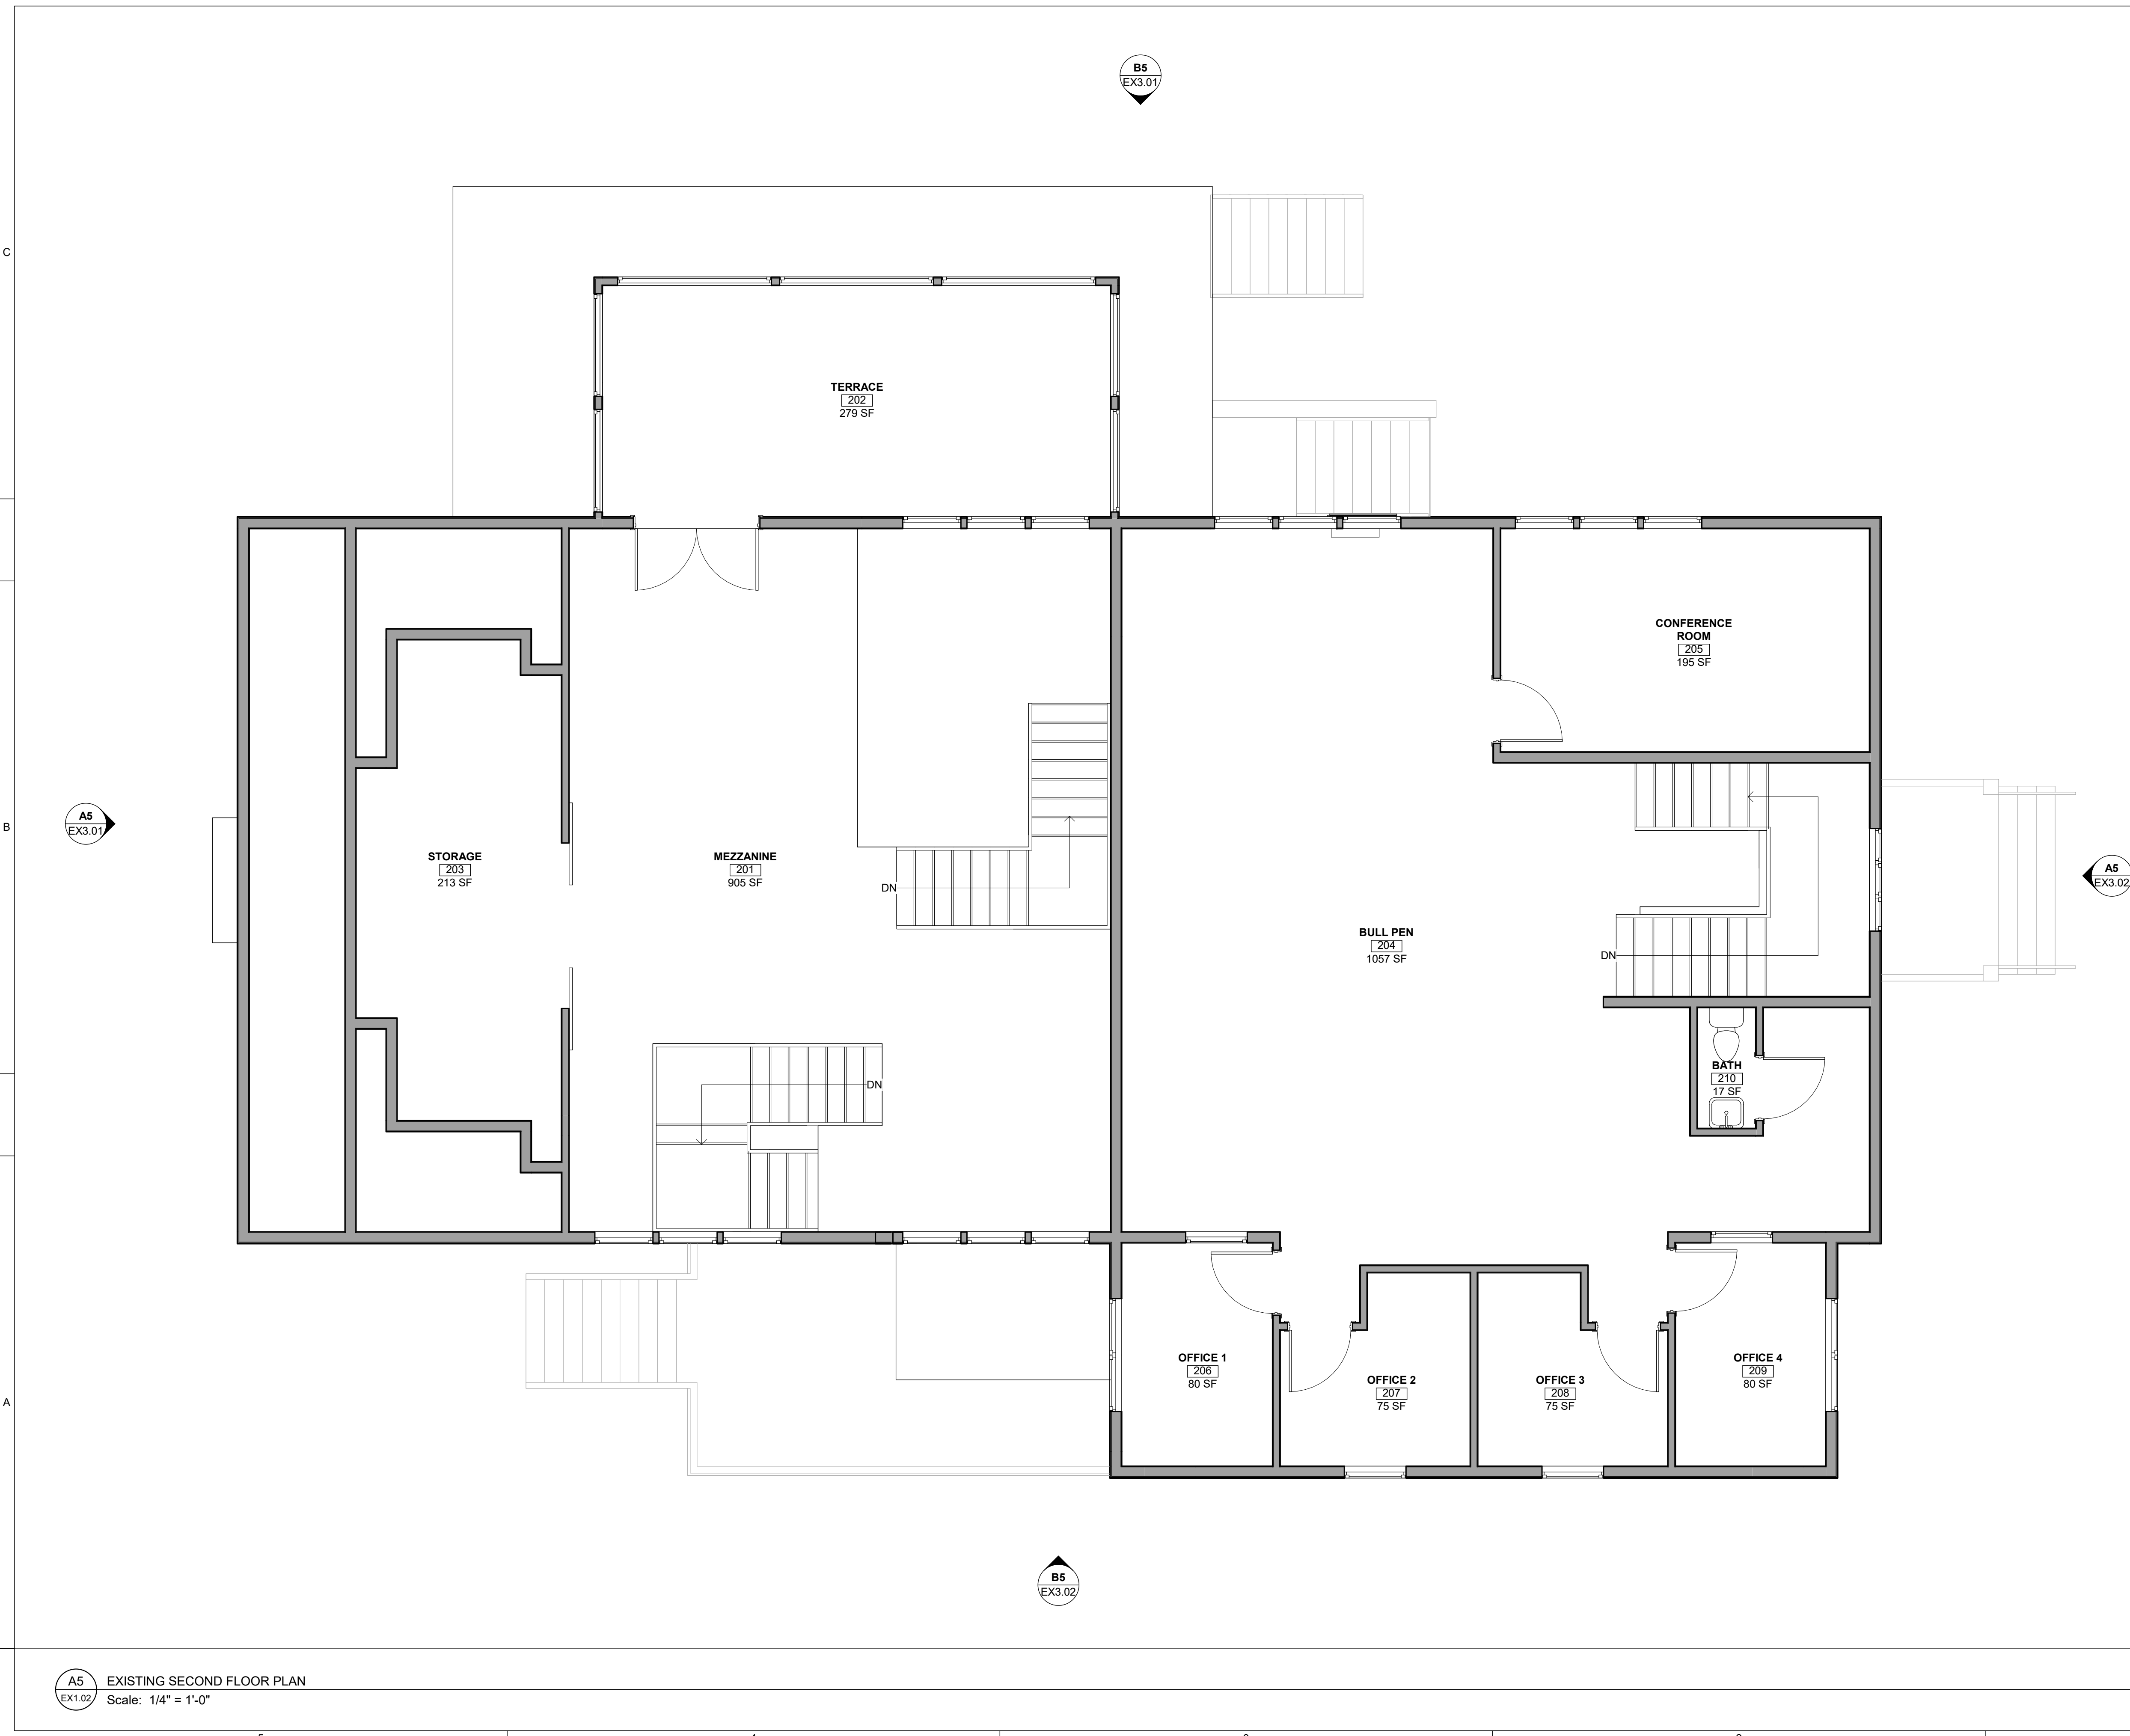 B5
EX3.01
C
TERRACE
202
279 SF
CONFERENCE
ROOM
205
195 SF
A5
EX3.01
B
STORAGE
203
213 SF
MEZZANINE
201
905 SF
DN
A5
EX3.02
BULL PEN
204
1057 SF
DN
BATH
210
17 SF
DN
OFFICE 1
206
80 SF
OFFICE 2
207
75 SF
OFFICE 3
208
75 SF
OFFICE 4
209
80 SF
A
B5
EX3.02
A5
EX1.02
EXISTING SECOND FLOOR PLAN
Scale: 1/4" = 1'-0"